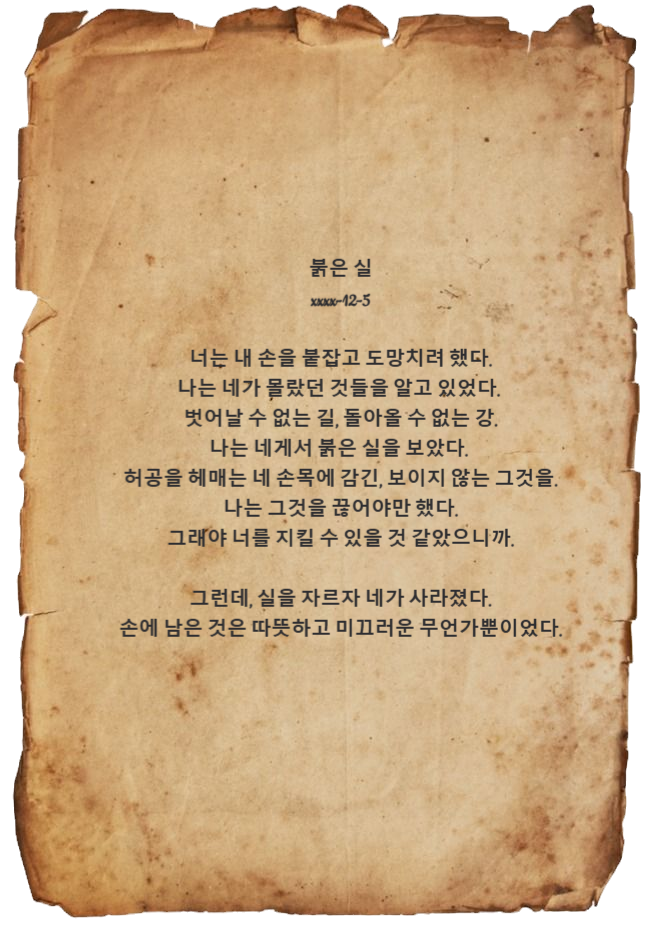 붉은 실
xxxx-12-5
너는 내 손을 붙잡고 도망치려 했다.
나는 네가 몰랐던 것들을 알고 있었다.
벗어날 수 없는 길, 돌아올 수 없는 강.
나는 네게서 붉은 실을 보았다.
허공을 헤매는 네 손목에 감긴, 보이지 않는 그것을.
나는 그것을 끊어야만 했다.
그래야 너를 지킬 수 있을 것 같았으니까.
그런데, 실을 자르자 네가 사라졌다.
손에 남은 것은 따뜻하고 미끄러운 무언가뿐이었다.